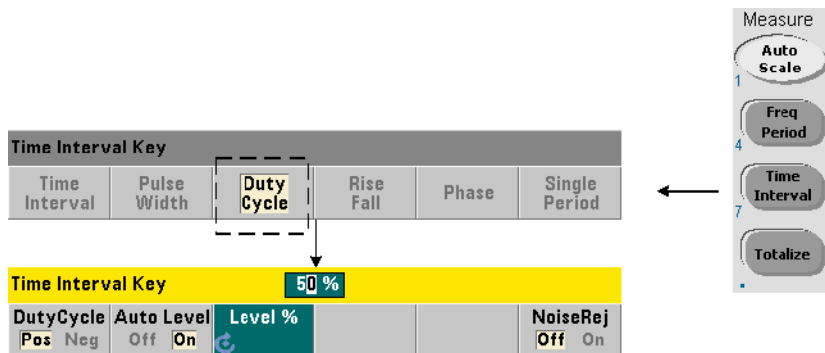 Measure
Auto
Scale
1
Freq
Period
4
Time
Interval
7
Totalize
.
Time Interval Key
Time
Interval
Pulse
Width
Duty
Cycle
Rise
Fall
Phase
Single
Period
Time Interval Key
50 %
DutyCycle
Pos Neg
Auto Level
Off On
Level %
NoiseRej
Off On